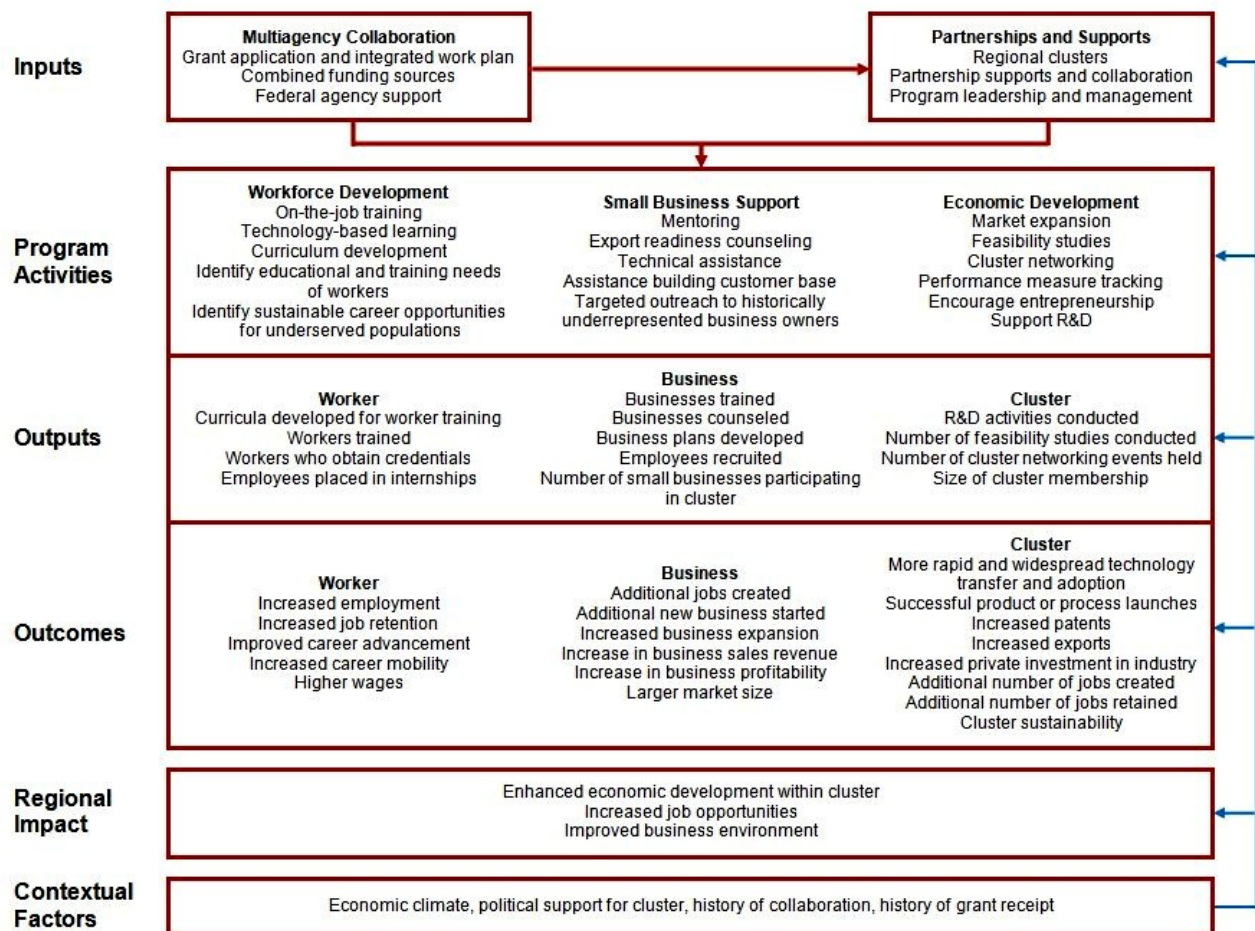 Inputs
Multiagency Collaboration
Grant application and integrated work plan
Combined funding sources
Federal agency support
Partnerships and Supports
Regional clusters
Partnership supports and collaboration
Program leadership and management
Program
Activities
Workforce Development
On-the-job training
Technology-based learning
Curriculum development
Identify educational and training needs
of workers
Identify sustainable career opportunities
for underserved populations
Small Business Support
Mentoring
Export readiness counseling
Technical assistance
Assistance building customer base
Targeted outreach to historically
underrepresented business owners
Economic Development
Market expansion
Feasibility studies
Cluster networking
Performance measure tracking
Encourage entrepreneurship
Support R&D
Outputs
Worker
Curricula developed for worker training
Workers trained
Workers who obtain credentials
Employees placed in internships
Business
Businesses trained
Businesses counseled
Business plans developed
Employees recruited
Number of small businesses participating
in cluster
Cluster
R&D activities conducted
Number of feasibility studies conducted
Number of cluster networking events held
Size of cluster membership
Outcomes
Worker
Increased employment
Increased job retention
Improved career advancement
Increased career mobility
Higher wages
Business
Additional jobs created
Additional new business started
Increased business expansion
Increase in business sales revenue
Increase in business profitability
Larger market size
Cluster
More rapid and widespread technology
transfer and adoption
Successful product or process launches
Increased patents
Increased exports
Increased private investment in industry
Additional number of jobs created
Additional number of jobs retained
Cluster sustainability
Regional
Impact
Enhanced economic development within cluster
Increased job opportunities
Improved business environment
Contextual
Factors
Economic climate, political support for cluster, history of collaboration, history of grant receipt